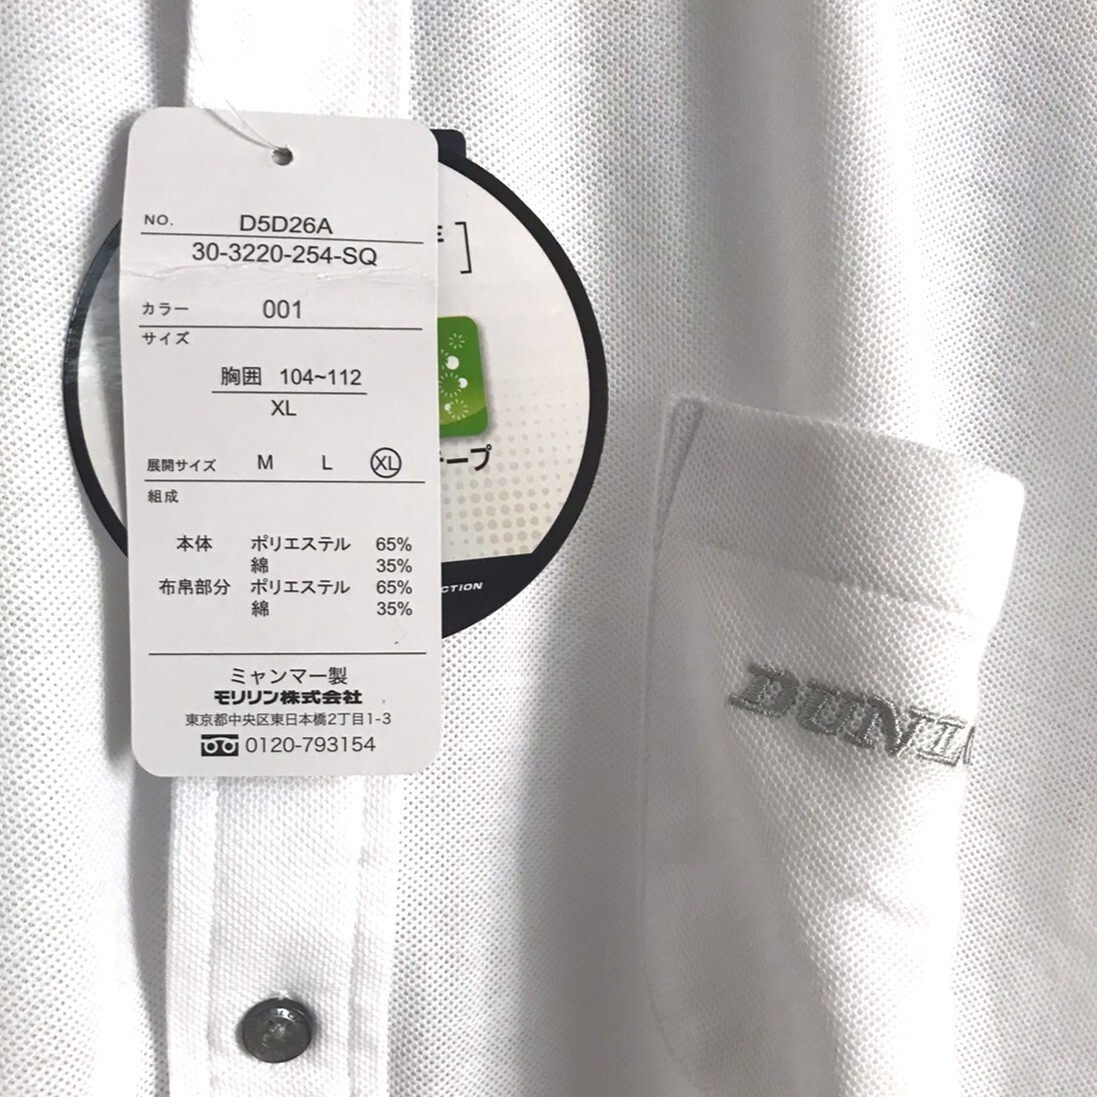 NO. D5D26A
30-3220-254-SQ
カラー 001
サイズ
胸囲 104~112
XL
展開サイズ M L XL
組成
本体 ポリエステル 65%
綿 35%
布帛部分 ポリエステル 65%
綿 35%
ミャンマー製
モリリン株式会社
東京都中央区東日本橋2丁目1-3
0120-793154
]
ープ
CTION
DUNL